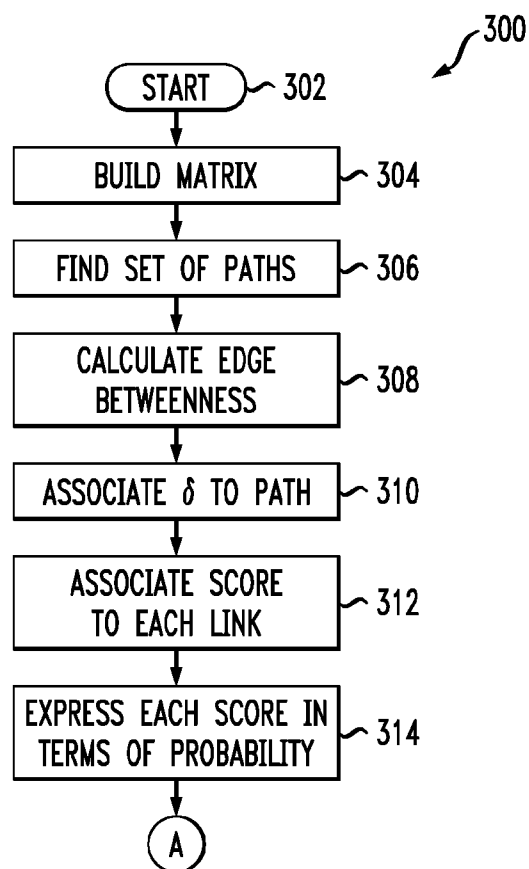 300
START 302
BUILD MATRIX 304
FIND SET OF PATHS 306
CALCULATE EDGE
BETWEENNESS 308
ASSOCIATE δ TO PATH 310
ASSOCIATE SCORE
TO EACH LINK 312
EXPRESS EACH SCORE IN
TERMS OF PROBABILITY 314
A